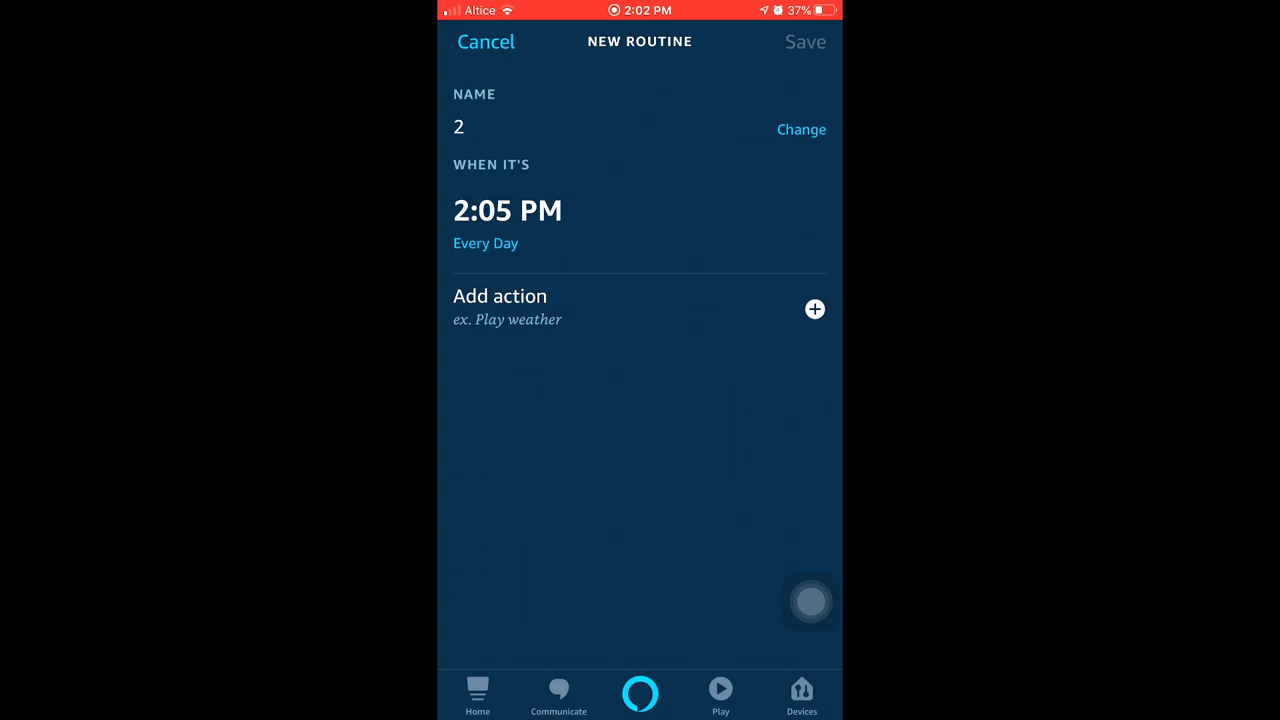 Altice 2:02 PM 37%
Cancel NEW ROUTINE Save
NAME
2 Change
WHEN IT'S
2:05 PM
Every Day
Add action
ex. Play weather
Home Communicate Play Devices